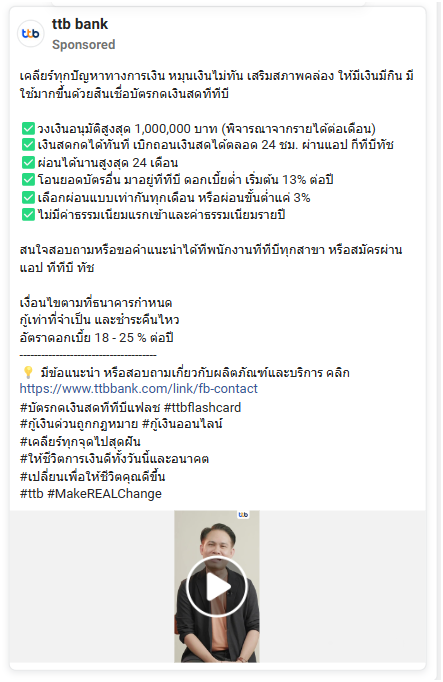 ttb
ttb bank
Sponsored
เคลียร์ทุกปัญหาทางการเงิน หมุนเงินไม่ทัน เสริมสภาพคล่อง ให้มีเงินมีกิน มี
ใช้มากขึ้นด้วยสินเชื่อบัตรกดเงินสดทีทีบี
✅วงเงินอนุมัติสูงสุด 1,000,000 บาท (พิจารณาจากรายได้ต่อเดือน)
✅เงินสดกดได้ทันที เบิกถอนเงินสดได้ตลอด 24 ชม. ผ่านแอป ทีทีบีทัช
✅ผ่อนได้นานสูงสุด 24 เดือน
✅โอนยอดบัตรอื่น มาอยู่ทีทีบี ดอกเบี้ยต่ำ เริ่มต้น 13% ต่อปี
✅เลือกผ่อนแบบเท่ากันทุกเดือน หรือผ่อนขั้นต่ำแค่ 3%
✅ไม่มีค่าธรรมเนียมแรกเข้าและค่าธรรมเนียมรายปี
สนใจสอบถามหรือขอคำแนะนำได้ที่พนักงานทีทีบีทุกสาขา หรือสมัครผ่าน
แอป ทีทีบี ทัช
เงื่อนไขตามที่ธนาคารกำหนด
กู้เท่าที่จำเป็น และชำระคืนไหว
อัตราดอกเบี้ย 18 - 25 % ต่อปี
--------------------------------------
💡 มีข้อแนะนำ หรือสอบถามเกี่ยวกับผลิตภัณฑ์และบริการ คลิก
https://www.ttbbank.com/link/fb-contact
#บัตรกดเงินสดทีทีบีแฟลช #ttbflashcard
#กู้เงินด่วนถูกกฎหมาย #กู้เงินออนไลน์
#เคลียร์ทุกจุดไปสุดฝัน
#ให้ชีวิตการเงินดีทั้งวันนี้และอนาคต
#เปลี่ยนเพื่อให้ชีวิตคุณดีขึ้น
#ttb #MakeREALChange
ttb